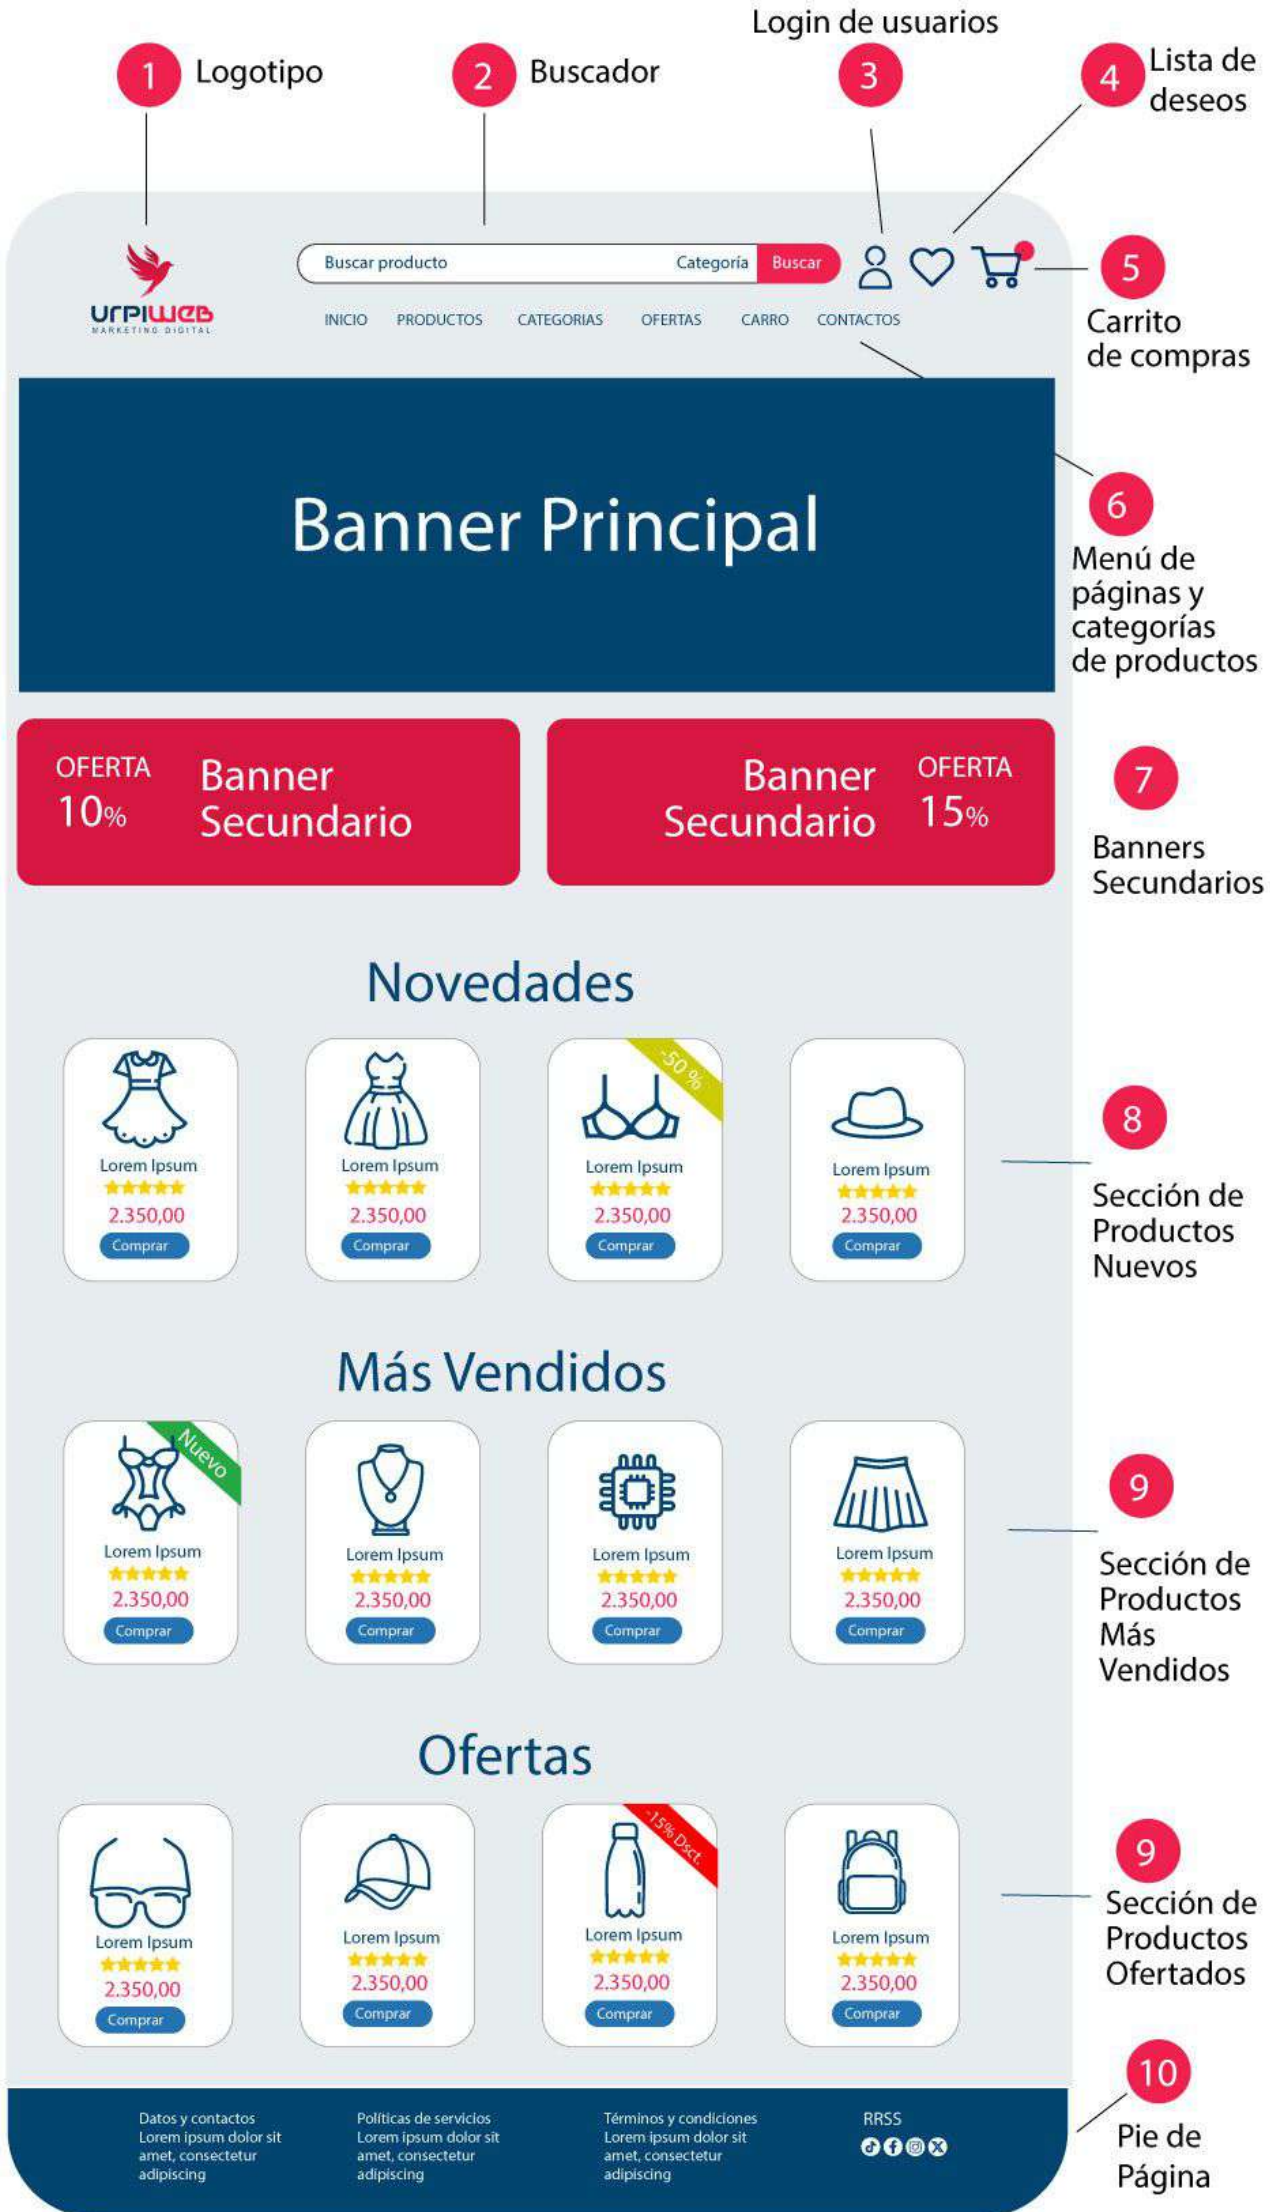 Login de usuarios
1 Logotipo
2 Buscador
3
4 Lista de
deseos
urpiweb
MARKETING DIGITAL
Buscar producto Categoría Buscar
5
Carrito
de compras
INICIO PRODUCTOS CATEGORIAS OFERTAS CARRO CONTACTOS
Banner Principal
6
Menú de
páginas y
categorías
de productos
OFERTA
10%
Banner
Secundario
Banner
Secundario
OFERTA
15%
7
Banners
Secundarios
Novedades
-50 %
Lorem Ipsum Lorem Ipsum Lorem Ipsum Lorem Ipsum
2.350,00 2.350,00 2.350,00 2.350,00
Comprar Comprar Comprar Comprar
8
Sección de
Productos
Nuevos
Más Vendidos
Nuevo
Lorem Ipsum Lorem Ipsum Lorem Ipsum Lorem Ipsum
2.350,00 2.350,00 2.350,00 2.350,00
Comprar Comprar Comprar Comprar
9
Sección de
Productos
Más
Vendidos
Ofertas
-15% Dsct.
Lorem Ipsum Lorem Ipsum Lorem Ipsum Lorem Ipsum
2.350,00 2.350,00 2.350,00 2.350,00
Comprar Comprar Comprar Comprar
9
Sección de
Productos
Ofertados
10
Pie de
Página
Datos y contactos
Lorem ipsum dolor sit
amet, consectetur
adipiscing
Políticas de servicios
Lorem ipsum dolor sit
amet, consectetur
adipiscing
Términos y condiciones
Lorem ipsum dolor sit
amet, consectetur
adipiscing
RRSS